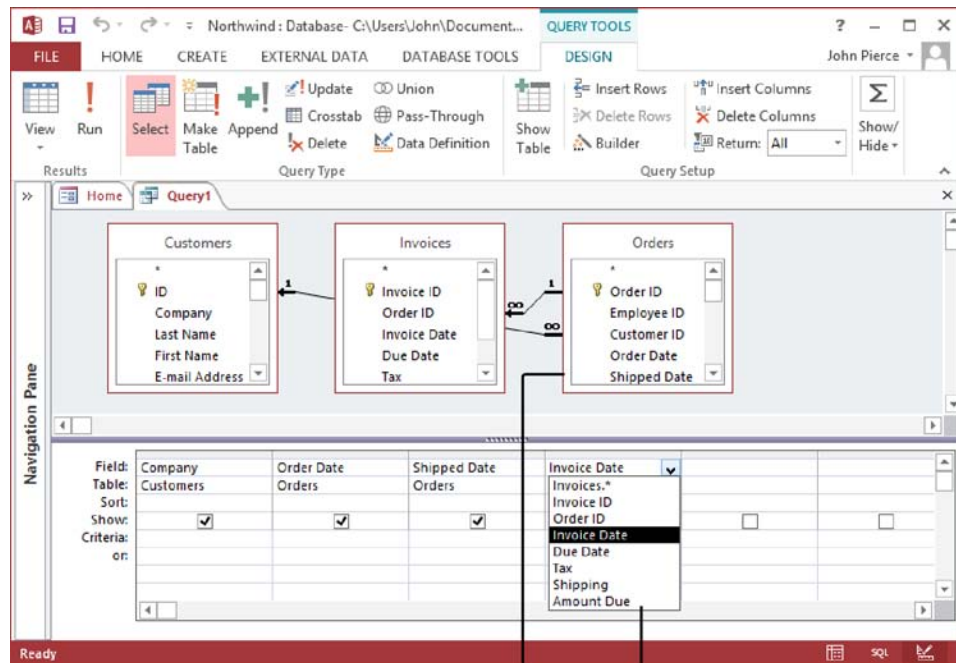 Northwind : Database- C:\Users\John\Document... QUERY TOOLS ?
FILE HOME CREATE EXTERNAL DATA DATABASE TOOLS DESIGN John Pierce
View Run Select Make Table Append Update Crosstab Delete Union Pass-Through Data Definition Show Table Insert Rows Delete Rows Builder Insert Columns Delete Columns Return: All Show/ Hide
Results Query Type Query Setup
Home Query1
Customers Invoices Orders
* * *
ID Invoice ID Order ID
Company Order ID Employee ID
Last Name Invoice Date Customer ID
First Name Due Date Order Date
E-mail Address Tax Shipped Date
1 ∞ 1 ∞
Navigation Pane
Field: Company Order Date Shipped Date Invoice Date
Table: Customers Orders Orders Invoices.*
Sort: Invoice ID
Show: Order ID
Criteria: Invoice Date
or: Due Date
Tax
Shipping
Amount Due
Ready SQL